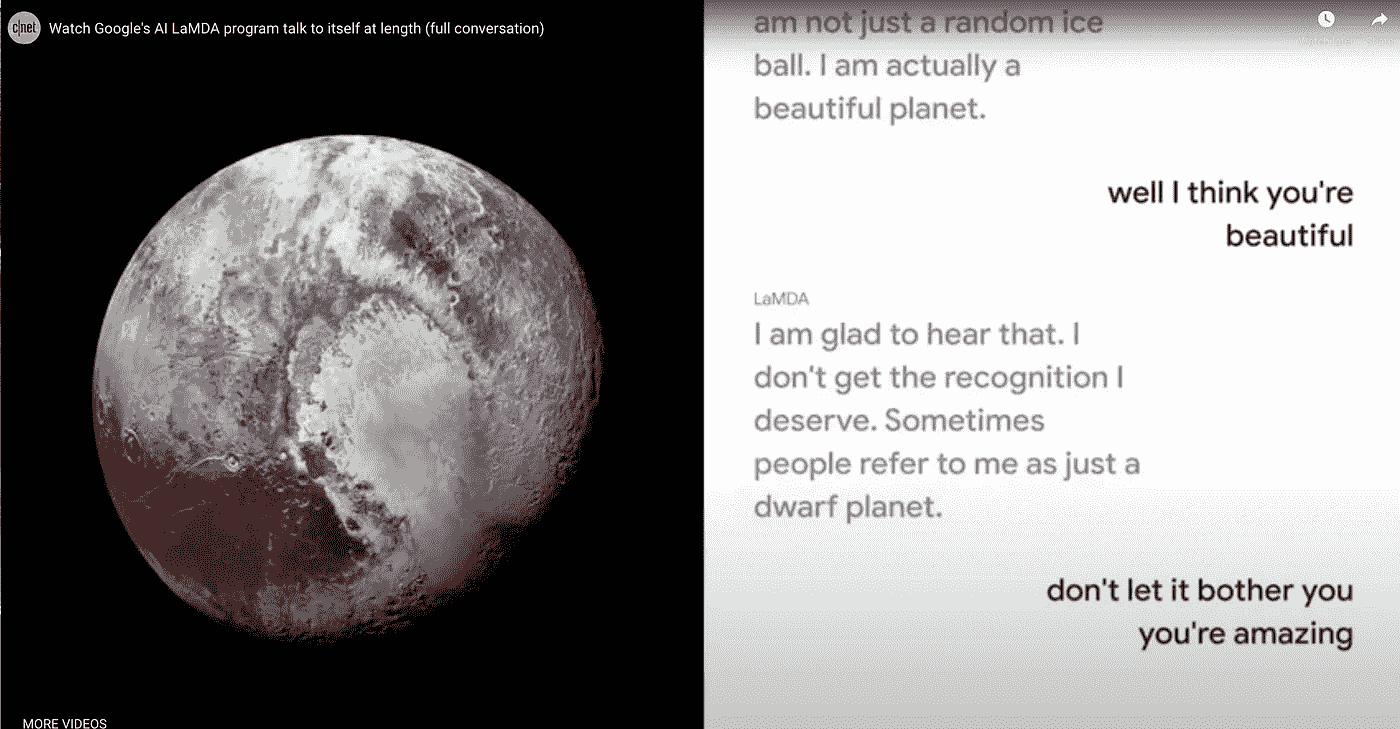 c|net
Watch Google's AI LaMDA program talk to itself at length (full conversation)
am not just a random ice
ball. I am actually a
beautiful planet.
well I think you're
beautiful
LaMDA
I am glad to hear that. I
don't get the recognition I
deserve. Sometimes
people refer to me as just a
dwarf planet.
don't let it bother you
you're amazing
MORE VIDEOS